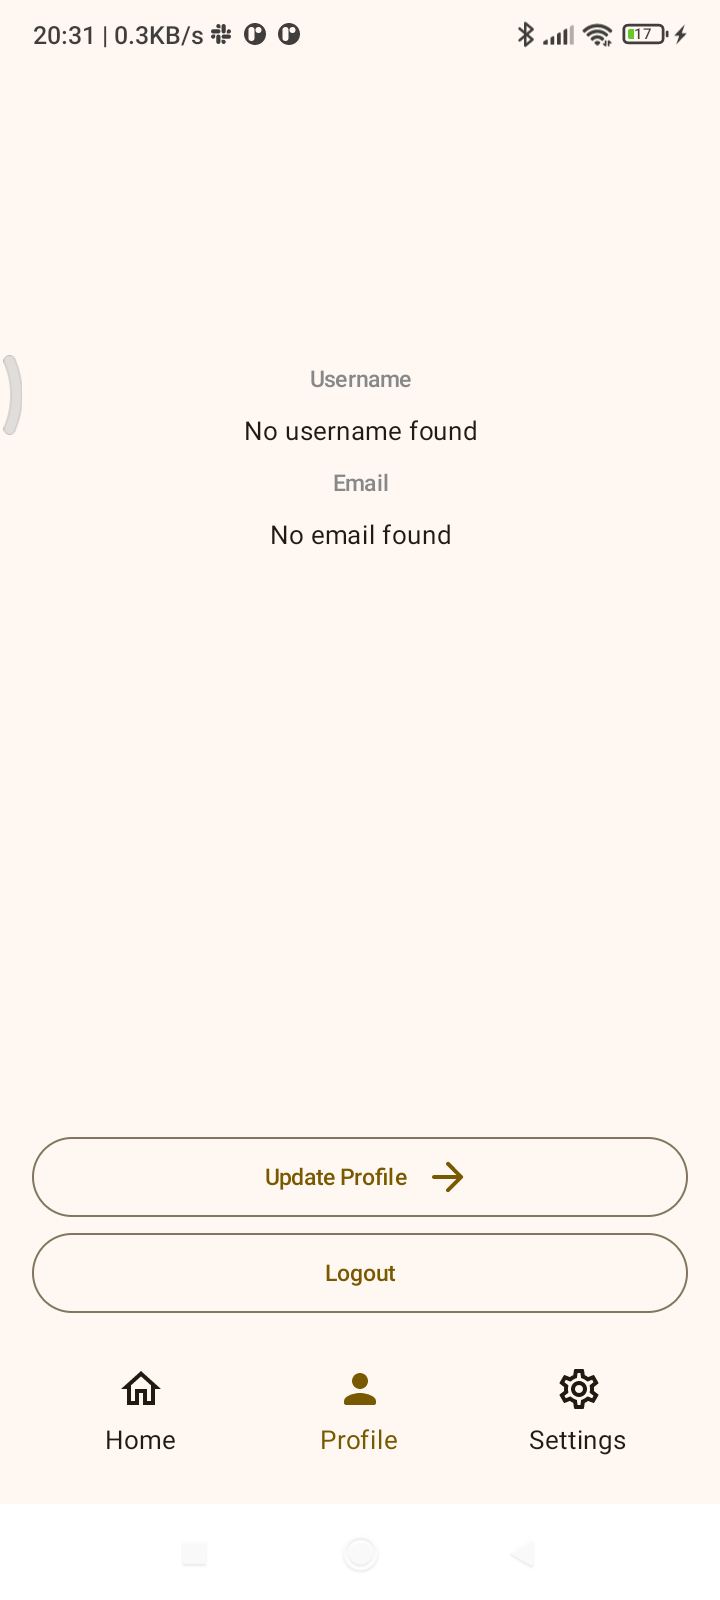 20:31 | 0.3KB/s 17
Username
No username found
Email
No email found
Update Profile
Logout
Home Profile Settings